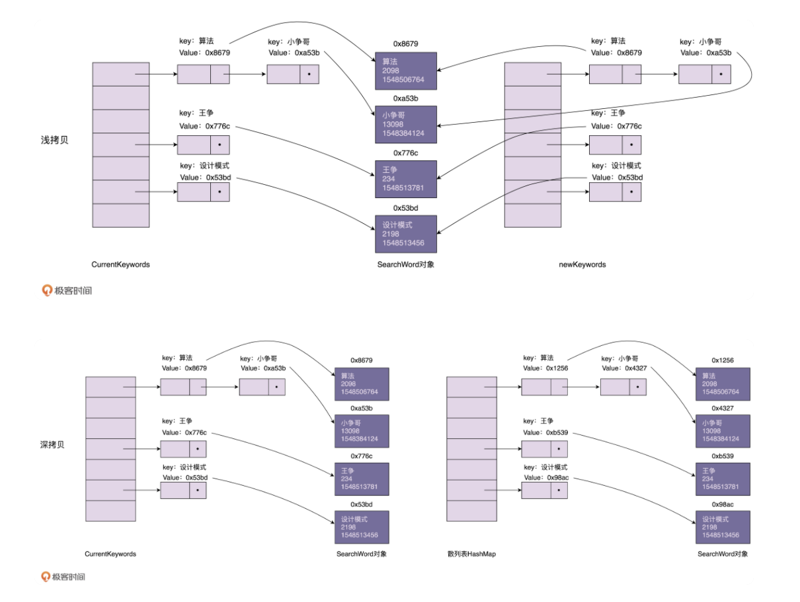 浅拷贝
key：算法
Value：0x8679
key：小争哥
Value：0xa53b
key：王争
Value：0x776c
key：设计模式
Value：0x53bd
CurrentKeywords
0x8679
算法
2098
1548506764
0xa53b
小争哥
13098
1548384124
0x776c
王争
234
1548513781
0x53bd
设计模式
2198
1548513456
SearchWord对象
key：算法
Value：0x8679
key：小争哥
Value：0xa53b
key：王争
Value：0x776c
key：设计模式
Value：0x53bd
newKeywords
极客时间
深拷贝
key：算法
Value：0x8679
key：小争哥
Value：0xa53b
key：王争
Value：0x776c
key：设计模式
Value：0x53bd
CurrentKeywords
0x8679
算法
2098
1548506764
0xa53b
小争哥
13098
1548384124
0x776c
王争
234
1548513781
0x53bd
设计模式
2198
1548513456
SearchWord对象
key：算法
Value：0x1256
key：小争哥
Value：0x4327
key：王争
Value：0xb539
key：设计模式
Value：0x98ac
散列表HashMap
0x1256
算法
2098
1548506764
0x4327
小争哥
13098
1548384124
0xb539
王争
234
1548513781
0x98ac
设计模式
2198
1548513456
SearchWord对象
极客时间